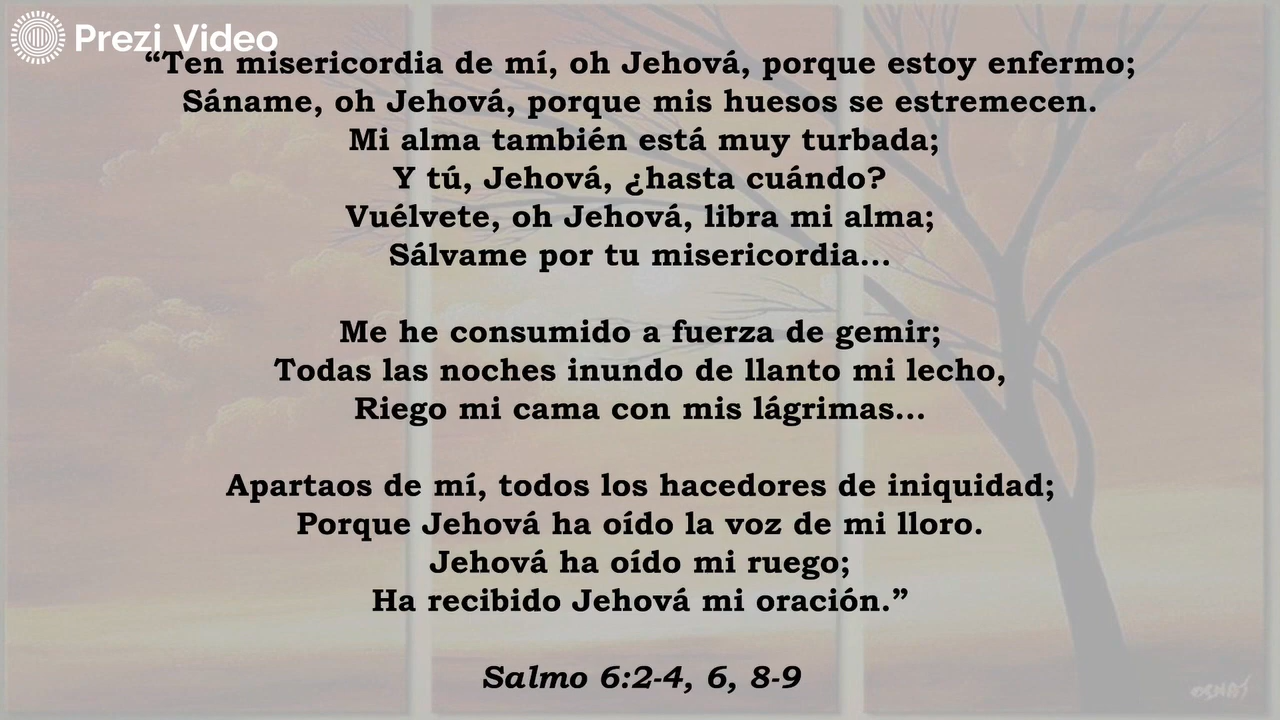 Prezi Video
“Ten misericordia de mí, oh Jehová, porque estoy enfermo;
Sáname, oh Jehová, porque mis huesos se estremecen.
Mi alma también está muy turbada;
Y tú, Jehová, ¿hasta cuándo?
Vuélvete, oh Jehová, libra mi alma;
Sálvame por tu misericordia...
Me he consumido a fuerza de gemir;
Todas las noches inundo de llanto mi lecho,
Riego mi cama con mis lágrimas...
Apartaos de mí, todos los hacedores de iniquidad;
Porque Jehová ha oído la voz de mi lloro.
Jehová ha oído mi ruego;
Ha recibido Jehová mi oración.”
Salmo 6:2-4, 6, 8-9